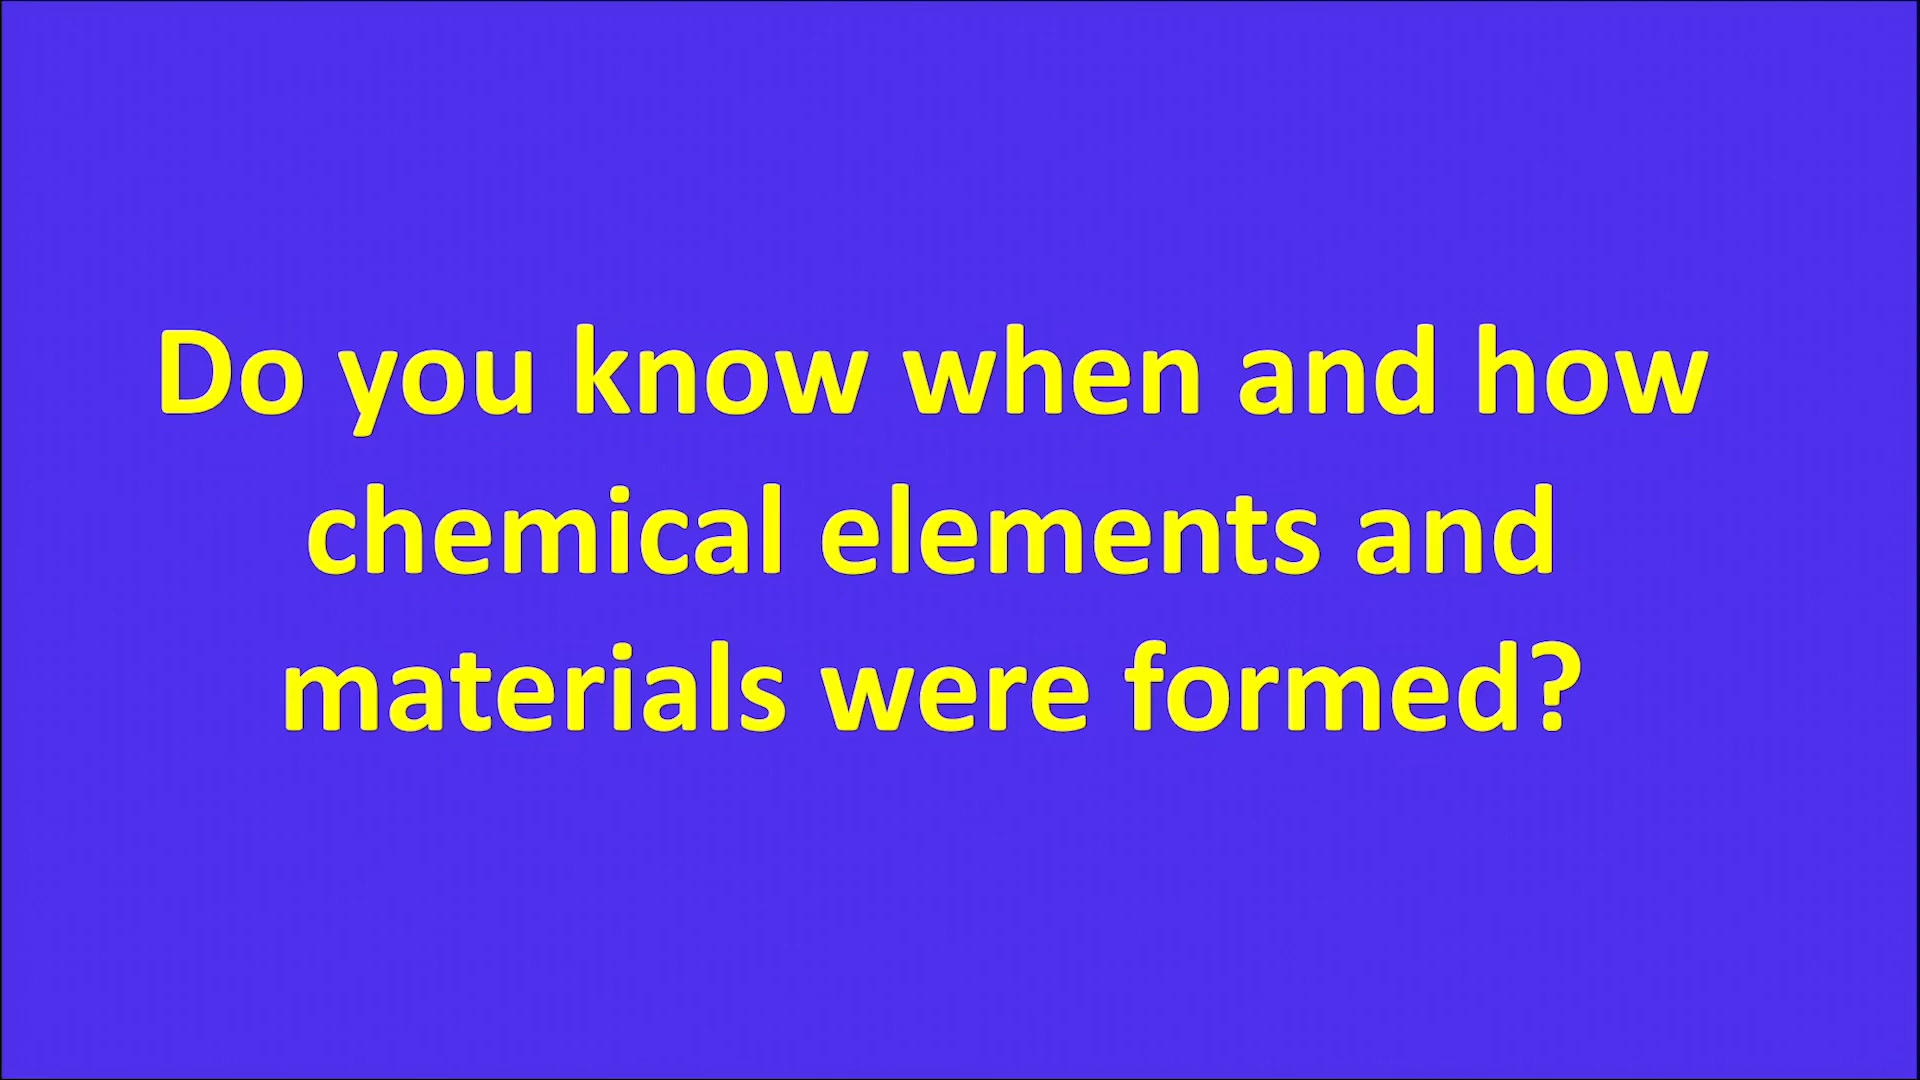 Do you know when and how
chemical elements and
materials were formed?